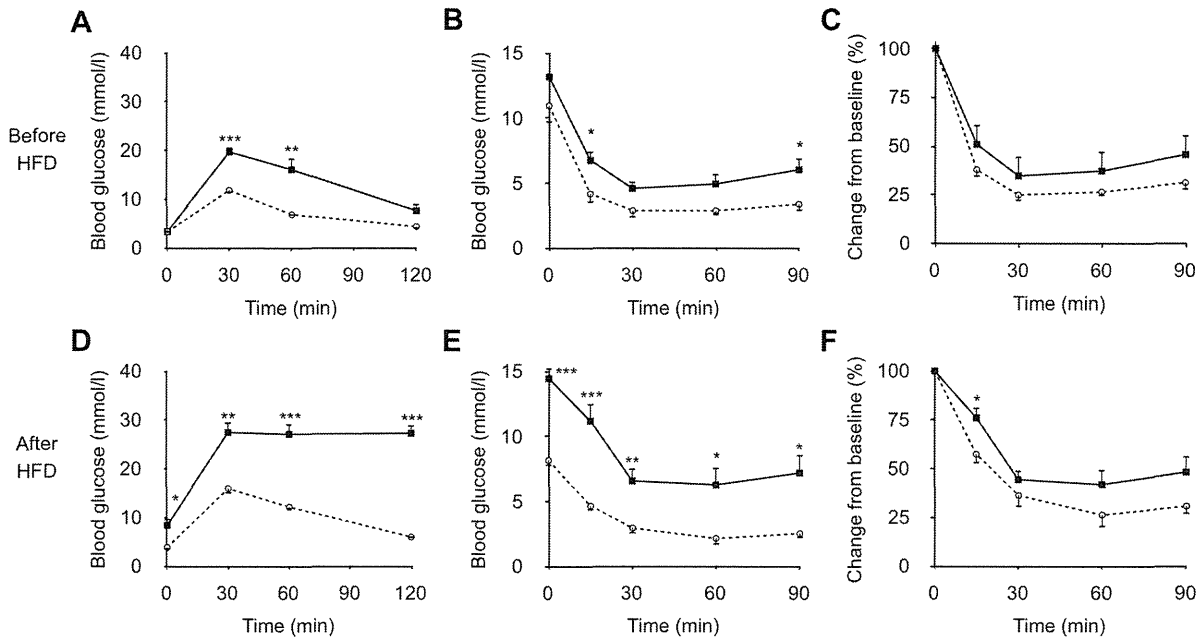 A
Blood glucose (mmol/l)
40
30
20
10
0
***
**
0 30 60 90 120
Time (min)
B
Blood glucose (mmol/l)
15
10
5
0
*
*
0 30 60 90
Time (min)
C
Change from baseline (%)
100
75
50
25
0
0 30 60 90
Time (min)
Before
HFD
D
Blood glucose (mmol/l)
40
30
20
10
0
*
**
***
***
0 30 60 90 120
Time (min)
E
Blood glucose (mmol/l)
15
10
5
0
***
***
**
*
*
0 30 60 90
Time (min)
F
Change from baseline (%)
100
75
50
25
0
*
0 30 60 90
Time (min)
After
HFD